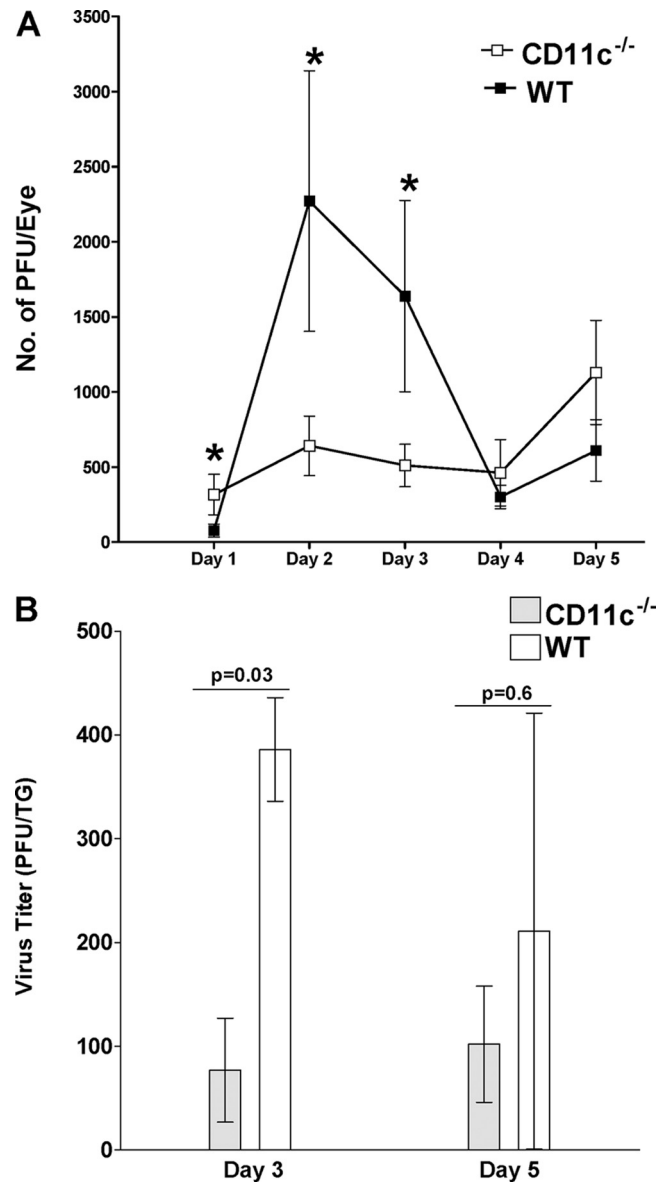 A
3500
3000
2500
2000
1500
1000
500
0
No. of PFU/Eye
CD11c-/-
WT
*
*
*
Day 1 Day 2 Day 3 Day 4 Day 5
B
CD11c-/-
WT
500
400
300
200
100
0
Virus Titer (PFU/TG)
p=0.03
p=0.6
Day 3 Day 5